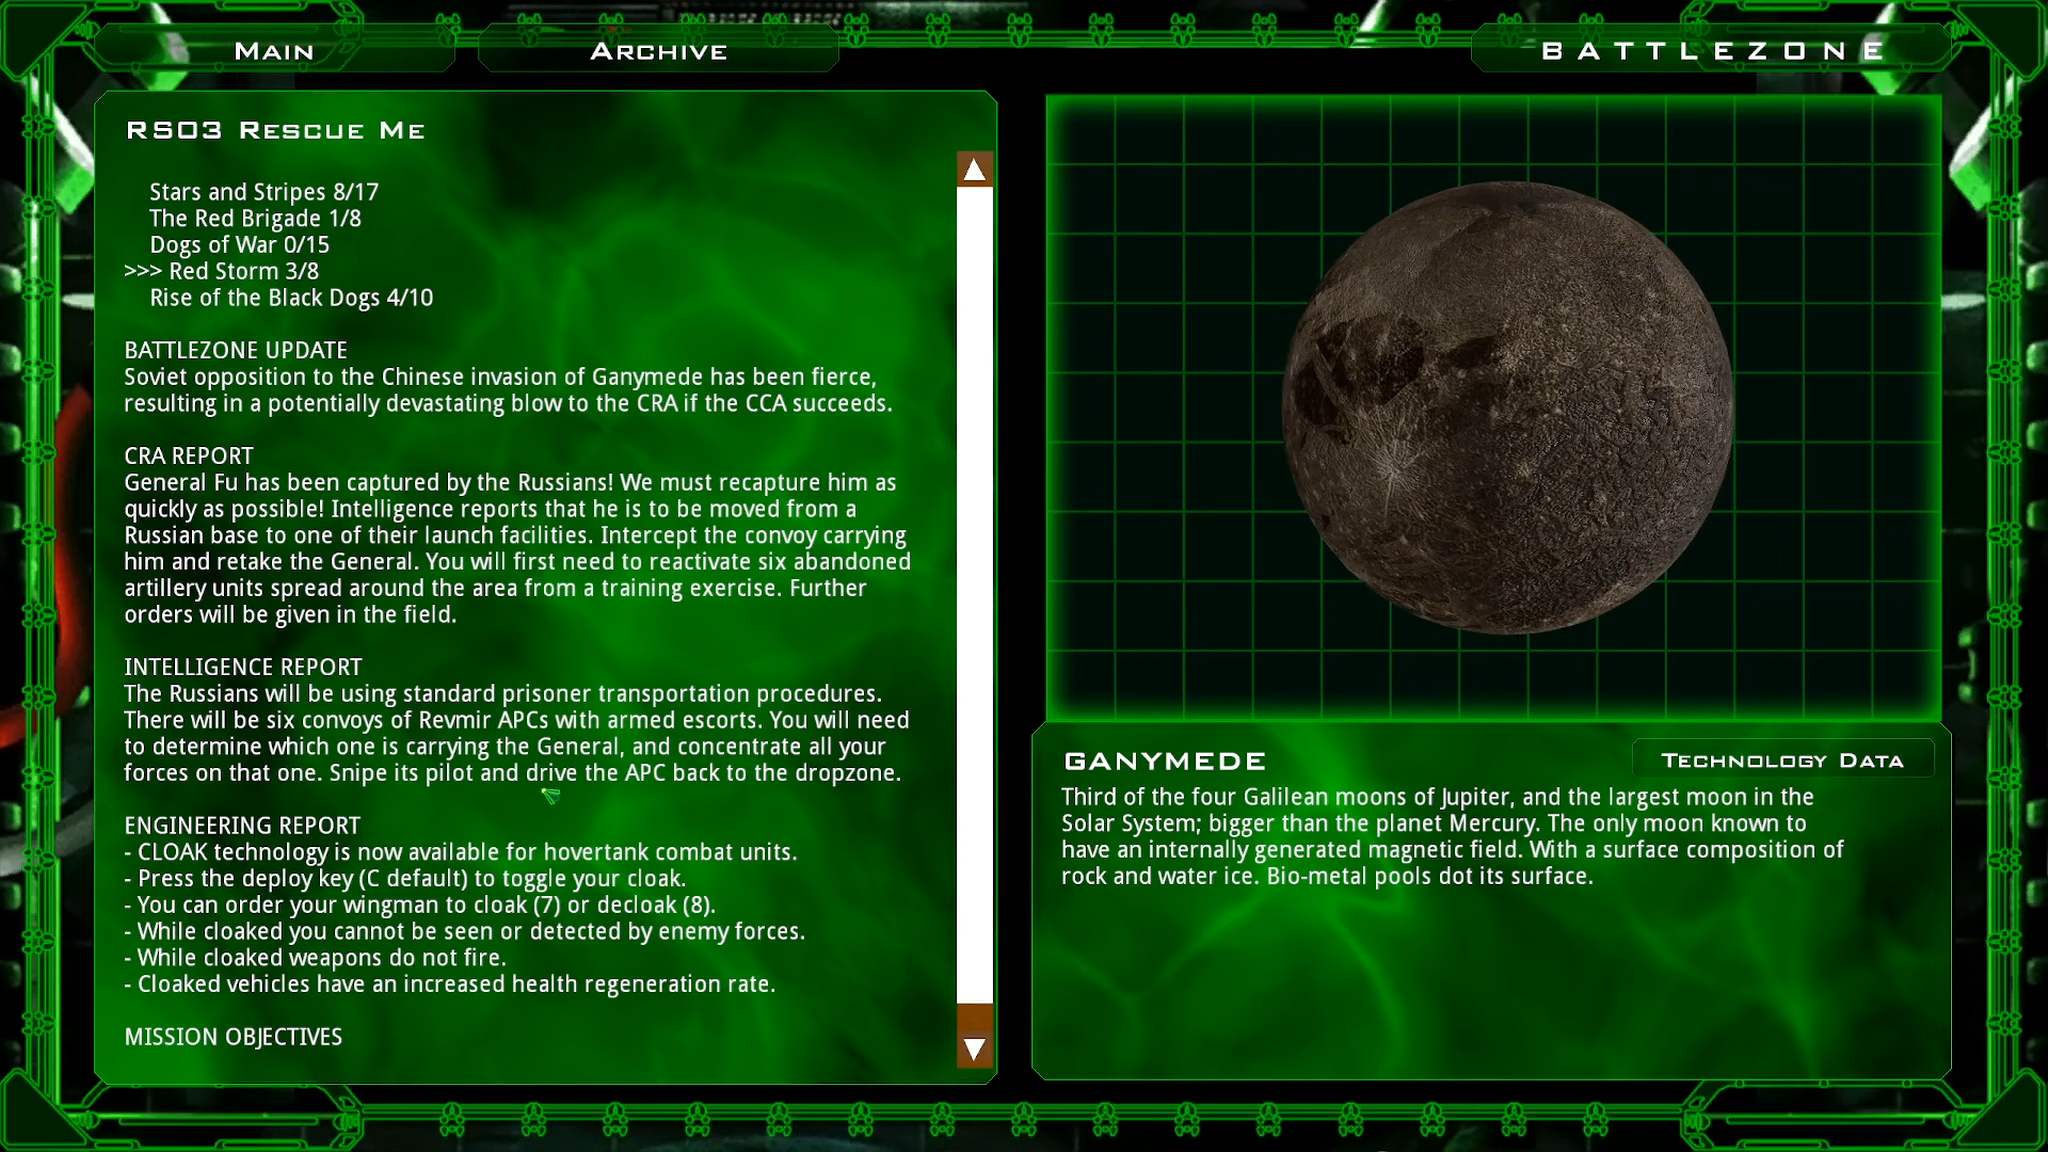 Main
Archive
BATTLEZONE
RS03 Rescue Me
Stars and Stripes 8/17
The Red Brigade 1/8
Dogs of War 0/15
>>> Red Storm 3/8
Rise of the Black Dogs 4/10
BATTLEZONE UPDATE
Soviet opposition to the Chinese invasion of Ganymede has been fierce,
resulting in a potentially devastating blow to the CRA if the CCA succeeds.
CRA REPORT
General Fu has been captured by the Russians! We must recapture him as
quickly as possible! Intelligence reports that he is to be moved from a
Russian base to one of their launch facilities. Intercept the convoy carrying
him and retake the General. You will first need to reactivate six abandoned
artillery units spread around the area from a training exercise. Further
orders will be given in the field.
INTELLIGENCE REPORT
The Russians will be using standard prisoner transportation procedures.
There will be six convoys of Revmir APCs with armed escorts. You will need
to determine which one is carrying the General, and concentrate all your
forces on that one. Snipe its pilot and drive the APC back to the dropzone.
ENGINEERING REPORT
- CLOAK technology is now available for hovertank combat units.
- Press the deploy key (C default) to toggle your cloak.
- You can order your wingman to cloak (7) or decloak (8).
- While cloaked you cannot be seen or detected by enemy forces.
- While cloaked weapons do not fire.
- Cloaked vehicles have an increased health regeneration rate.
MISSION OBJECTIVES
GANYMEDE
Technology Data
Third of the four Galilean moons of Jupiter, and the largest moon in the
Solar System; bigger than the planet Mercury. The only moon known to
have an internally generated magnetic field. With a surface composition of
rock and water ice. Bio-metal pools dot its surface.